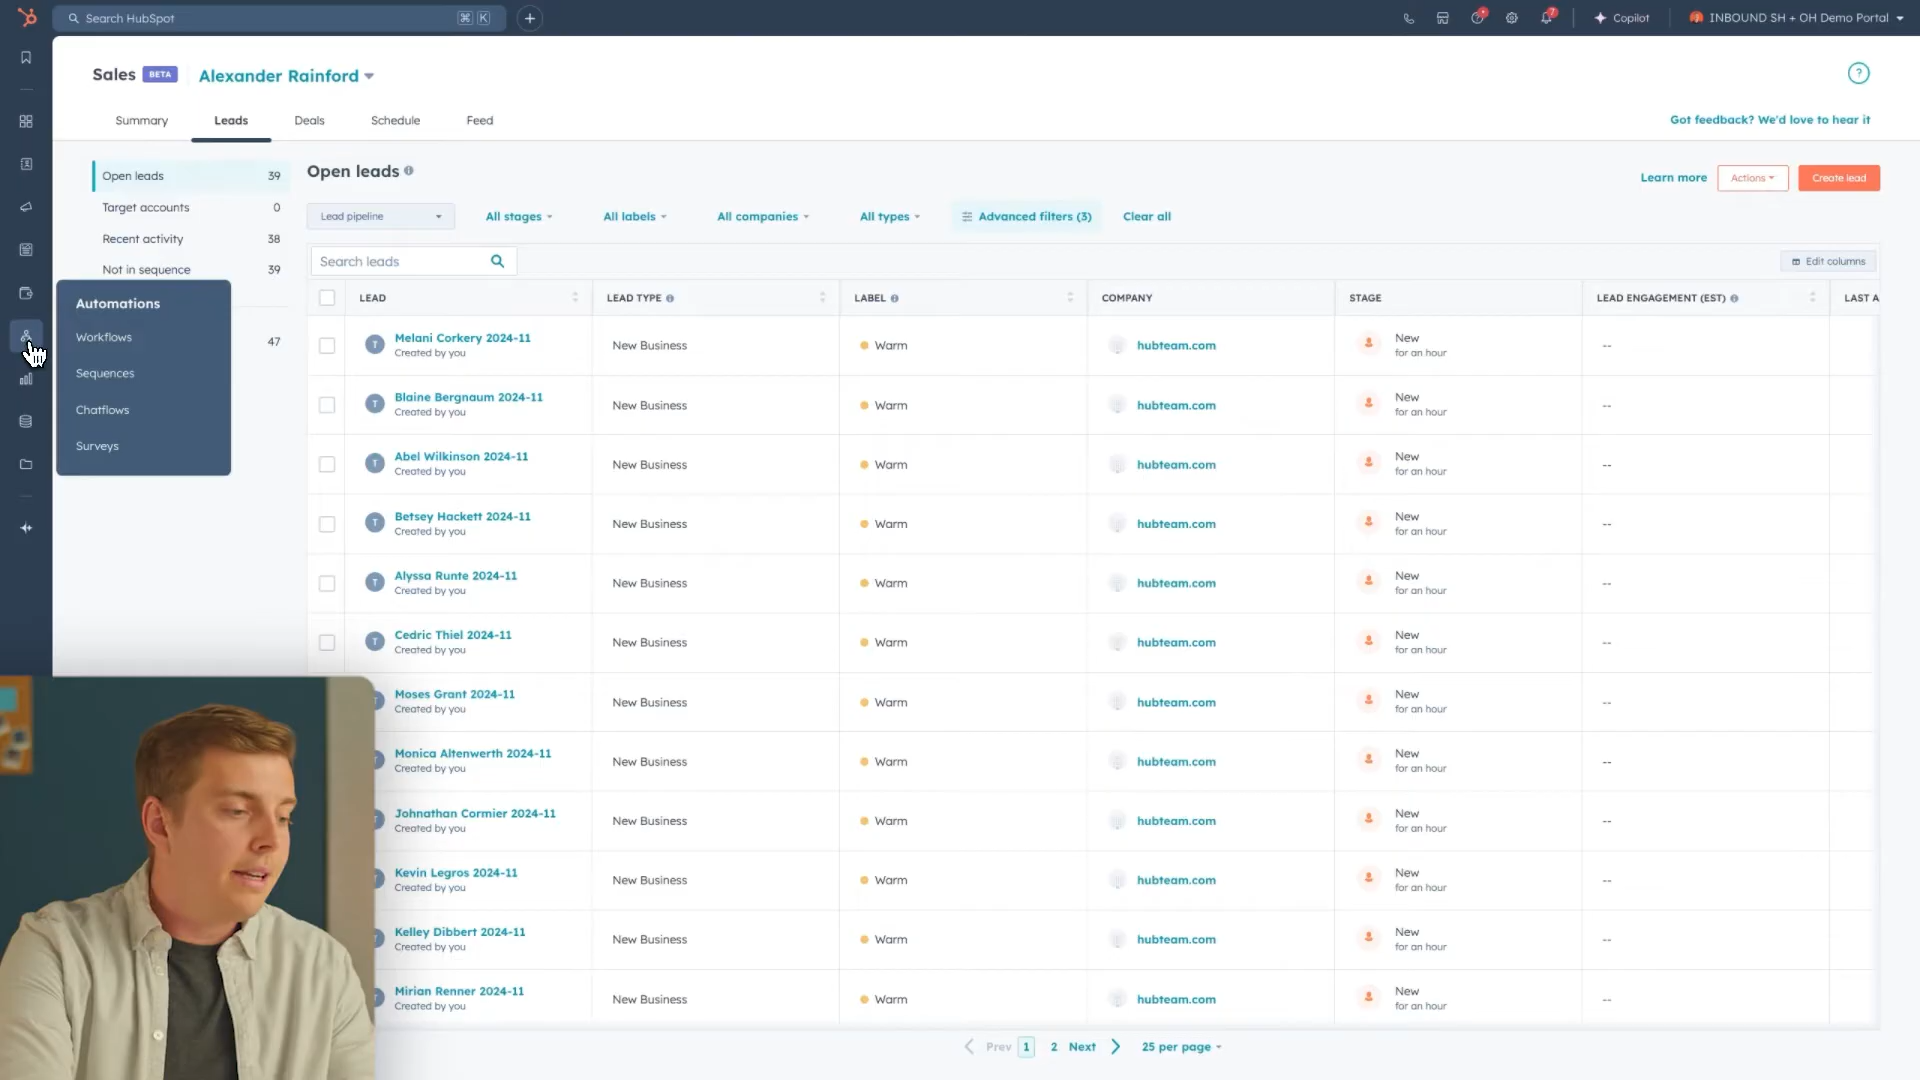 Search HubSpot
⌘ K
+
7
Copilot
INBOUND SH + OH Demo Portal
Sales BETA Alexander Rainford
?
Summary Leads Deals Schedule Feed
Got feedback? We'd love to hear it
Open leads 39
Target accounts 0
Recent activity 38
Not in sequence 39
47
Automations
Workflows
Sequences
Chatflows
Surveys
Open leads
Learn more Actions Create lead
Lead pipeline All stages All labels All companies All types Advanced filters (3) Clear all
Search leads
Edit columns
LEAD LEAD TYPE LABEL COMPANY STAGE LEAD ENGAGEMENT (EST) LAST A
T Melani Corkery 2024-11 New Business Warm hubteam.com New --
Created by you for an hour
T Blaine Bergnaum 2024-11 New Business Warm hubteam.com New --
Created by you for an hour
T Abel Wilkinson 2024-11 New Business Warm hubteam.com New --
Created by you for an hour
T Betsey Hackett 2024-11 New Business Warm hubteam.com New --
Created by you for an hour
T Alyssa Runte 2024-11 New Business Warm hubteam.com New --
Created by you for an hour
T Cedric Thiel 2024-11 New Business Warm hubteam.com New --
Created by you for an hour
Moses Grant 2024-11 New Business Warm hubteam.com New --
Created by you for an hour
Monica Altenwerth 2024-11 New Business Warm hubteam.com New --
Created by you for an hour
Johnathan Cormier 2024-11 New Business Warm hubteam.com New --
Created by you for an hour
Kevin Legros 2024-11 New Business Warm hubteam.com New --
Created by you for an hour
Kelley Dibbert 2024-11 New Business Warm hubteam.com New --
Created by you for an hour
Mirian Renner 2024-11 New Business Warm hubteam.com New --
Created by you for an hour
Prev 1 2 Next 25 per page